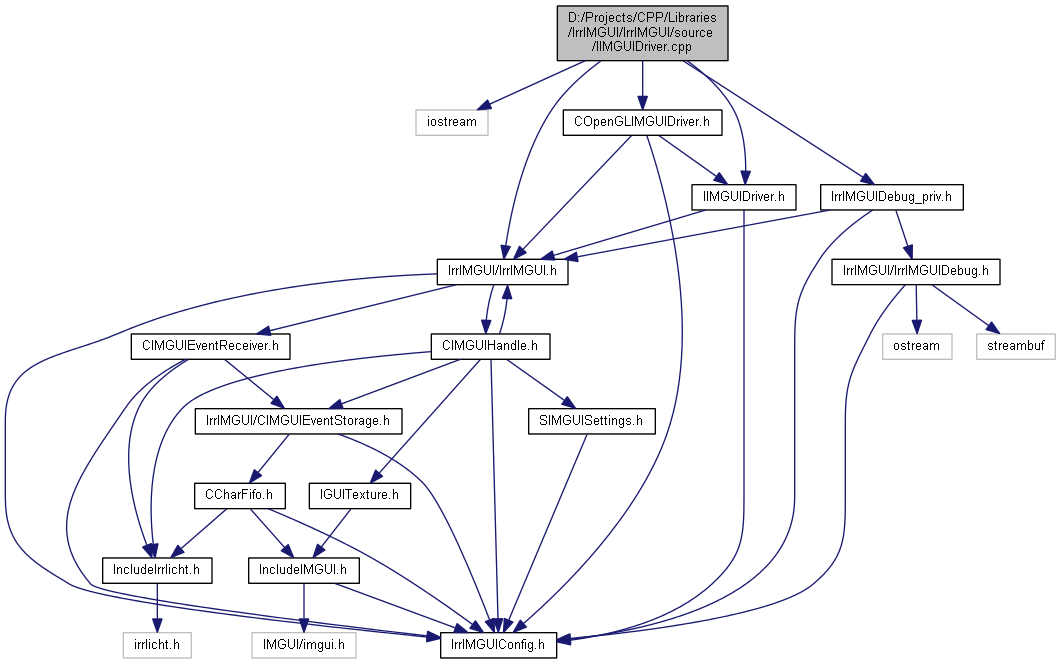 D:/Projects/CPP/Libraries
/IrrIMGUI/IrrIMGUI/source
/IIMGUIDriver.cpp
iostream
COpenGLIMGUIDriver.h
IIMGUIDriver.h
IrrIMGUIDebug_priv.h
IrrIMGUI/IrrIMGUI.h
IrrIMGUI/IrrIMGUIDebug.h
CIMGUIEventReceiver.h
CIMGUIHandle.h
ostream
streambuf
IrrIMGUI/CIMGUIEventStorage.h
SIMGUISettings.h
CCharFifo.h
IGUITexture.h
IncludeIrrlicht.h
IncludeIMGUI.h
irrlicht.h
IMGUI/imgui.h
IrrIMGUIConfig.h